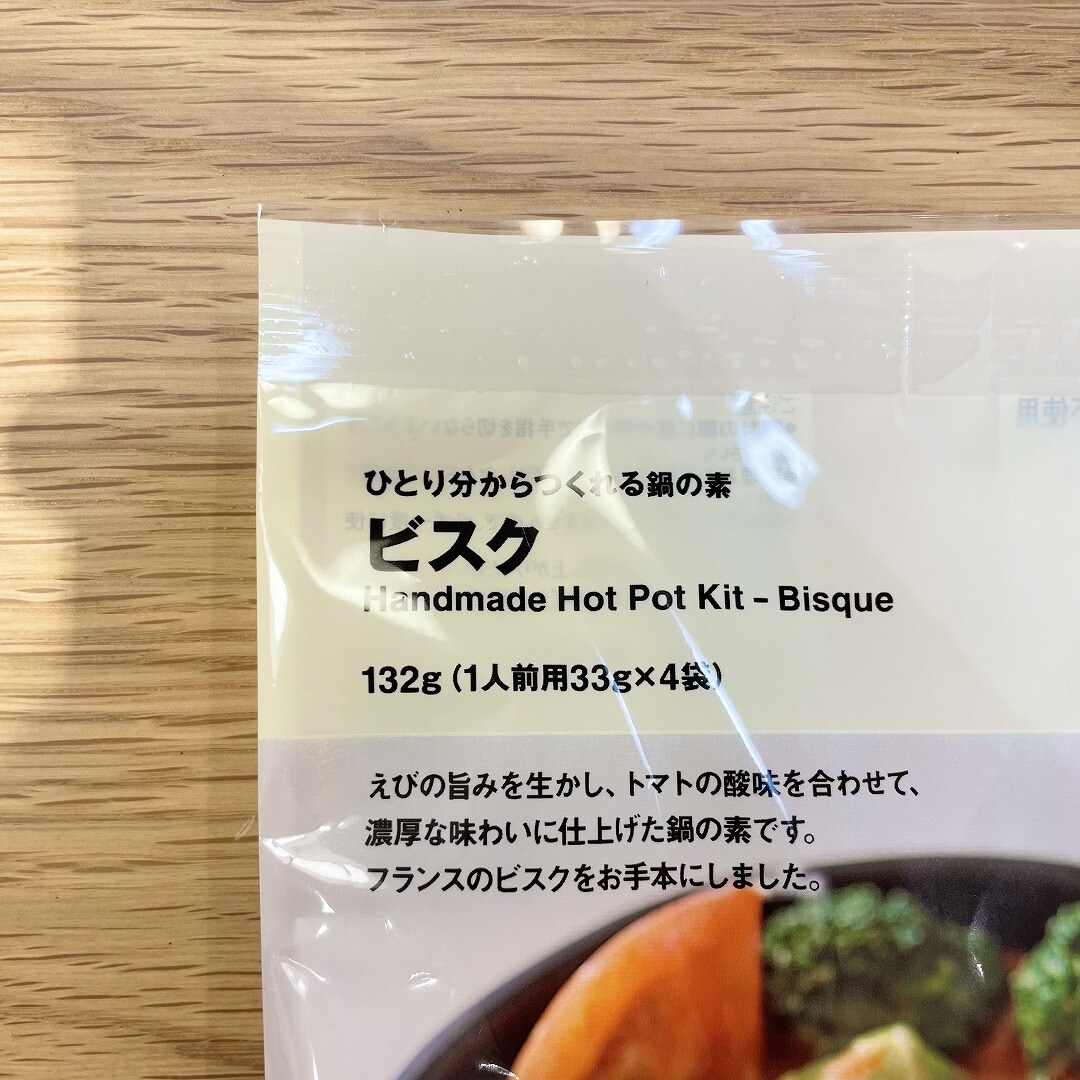 ひとり分からつくれる鍋の素
ビスク
Handmade Hot Pot Kit – Bisque
132g（1人前用33g×4袋）
えびの旨みを生かし、トマトの酸味を合わせて、
濃厚な味わいに仕上げた鍋の素です。
フランスのビスクをお手本にしました。